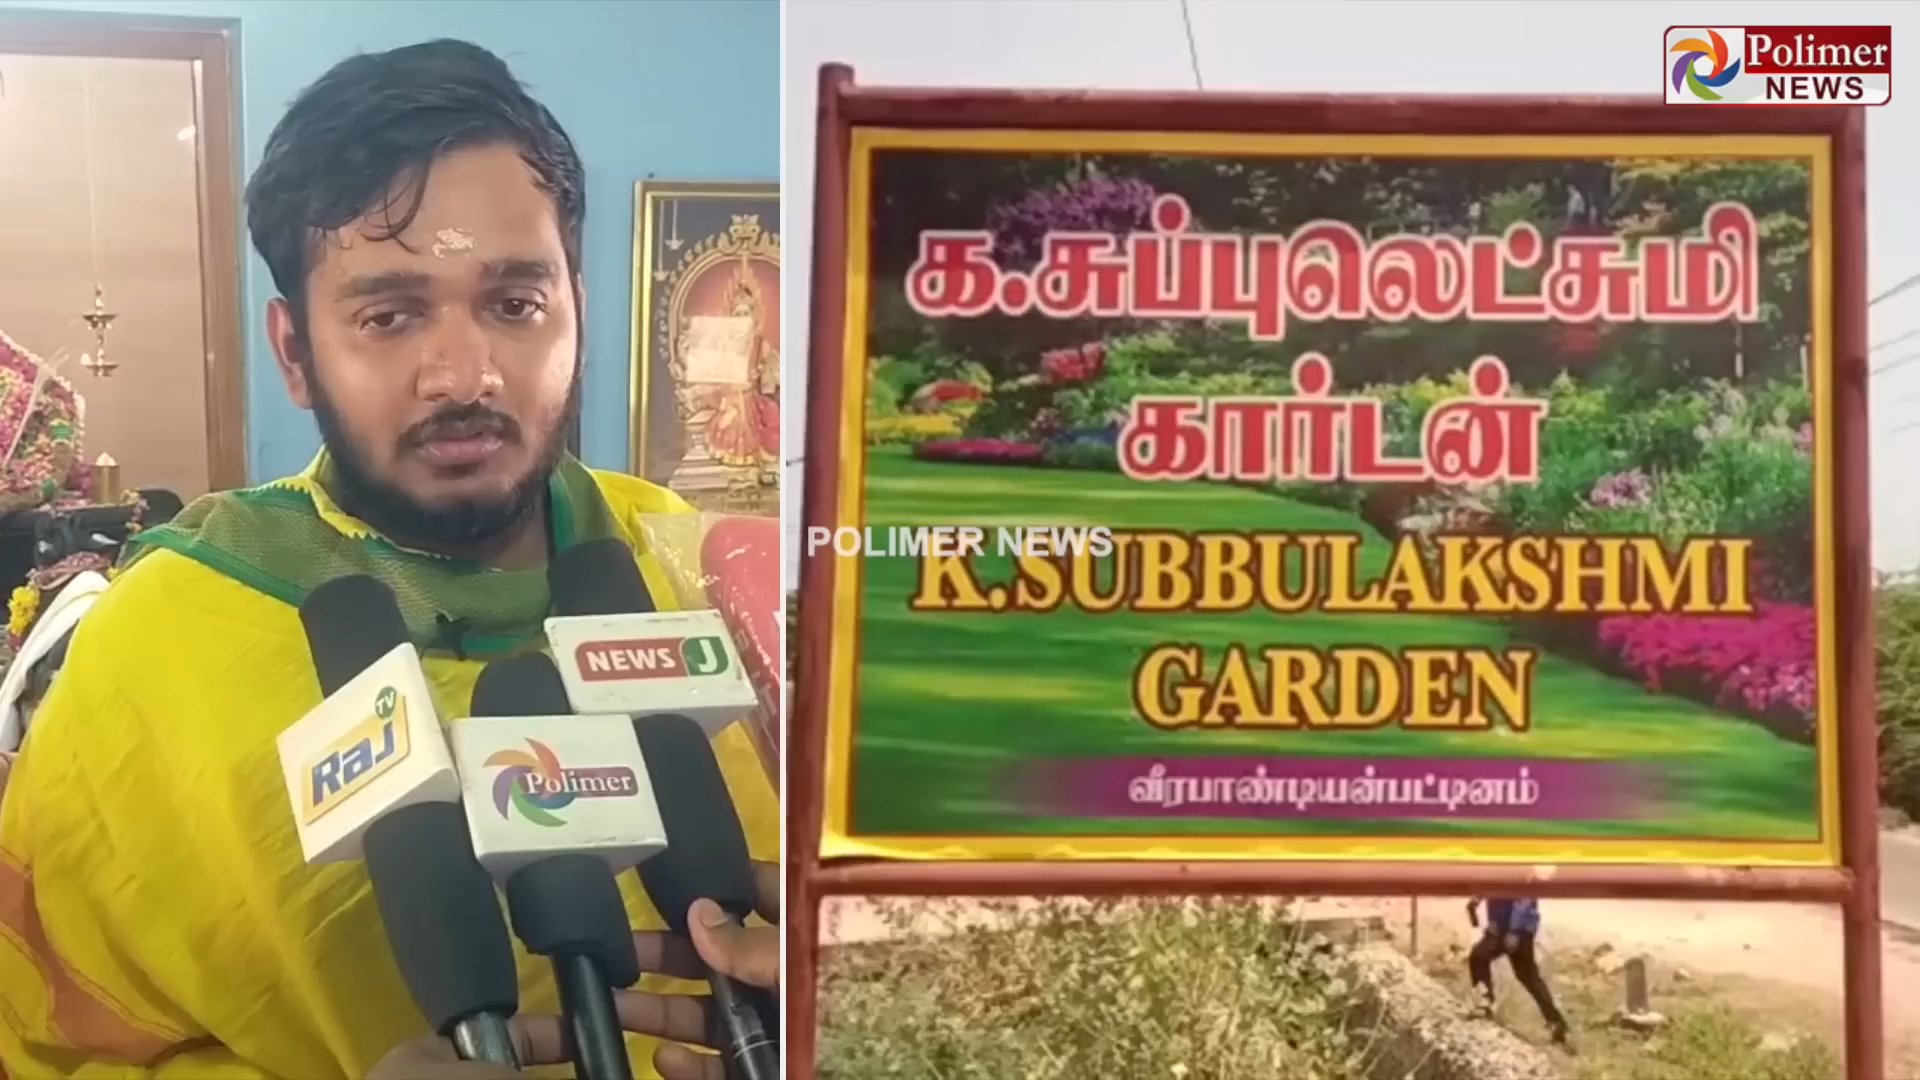 Polimer
NEWS
க.சுப்புலெட்சுமி
கார்டன்
POLIMER NEWS
K.SUBBULAKSHMI
GARDEN
வீரபாண்டியன்பட்டினம்
NEWS J
RAJ TV
Polimer